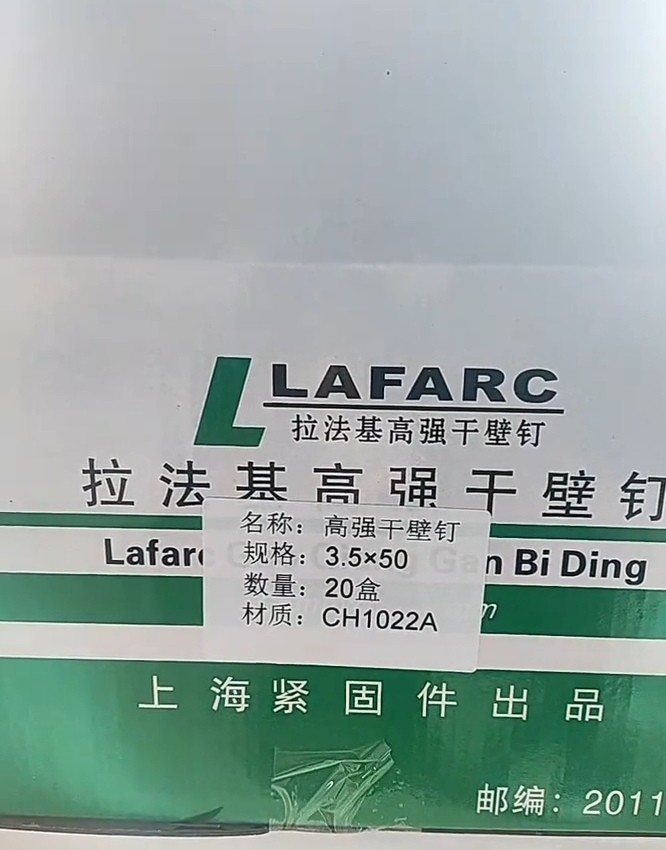 LAFARC
拉法基高强干壁钉
拉法基高强干壁钉
名称：高强干壁钉
规格：3.5×50
数量：20盒
材质：CH1022A
Lafarc Gan Bi Ding
上海紧固件出品
邮编：2011